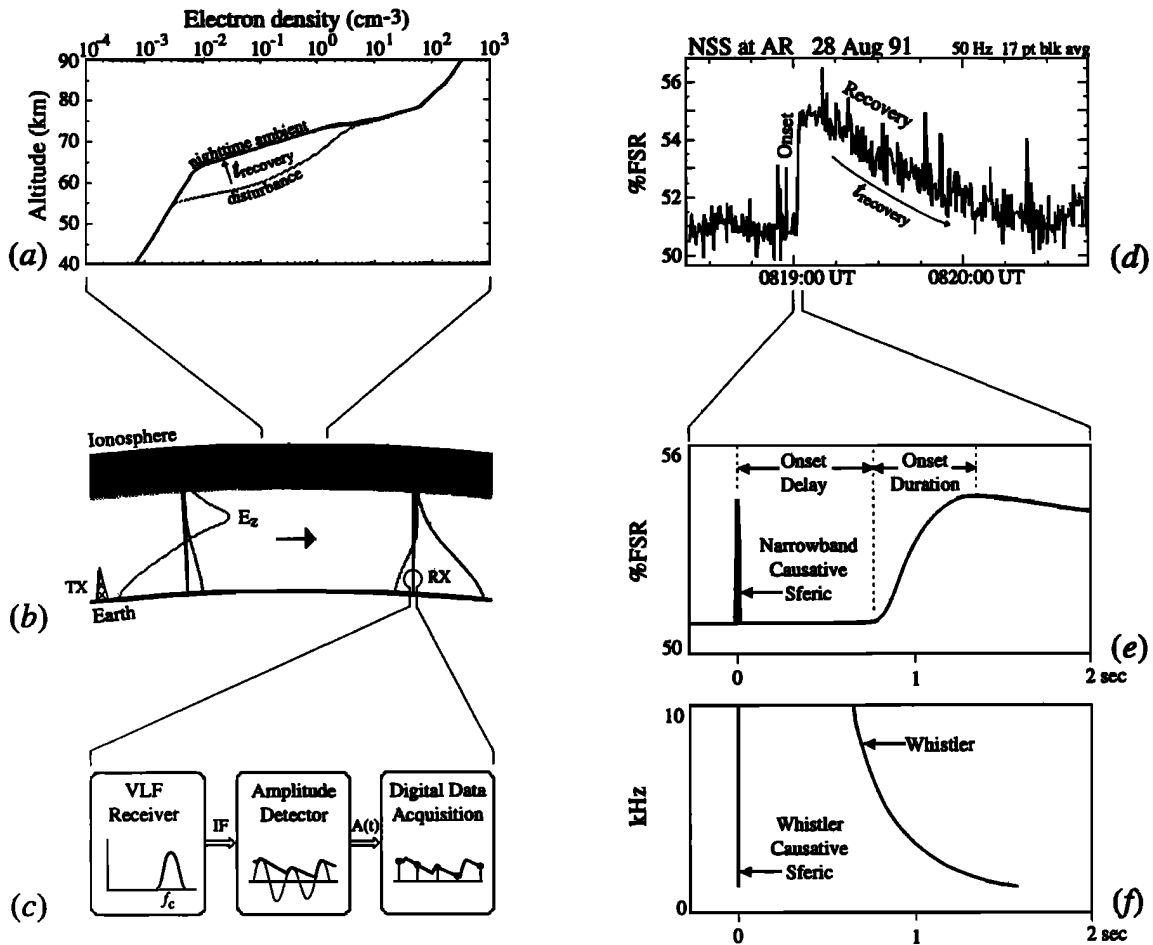 Electron density (cm-3)
10-4 10-3 10-2 10-1 100 101 102 103
90
80
70
60
50
40
Altitude (km)
nighttime ambient
trecovery
disturbance
(a)
Ionosphere
Ez
TX
RX
Earth
(b)
VLF
Receiver
fc
IF
Amplitude
Detector
A(t)
Digital Data
Acquisition
(c)
NSS at AR 28 Aug 91 50 Hz 17 pt blk avg
56
55
54
52
51
50
%FSR
Onset
Recovery
trecovery
0819:00 UT 0820:00 UT
(d)
56
50
%FSR
Onset
Delay
Onset
Duration
Narrowband
Causative
Sferic
0 1 2 sec
(e)
10
0
kHz
Whistler
Whistler
Causative
Sferic
0 1 2 sec
(f)